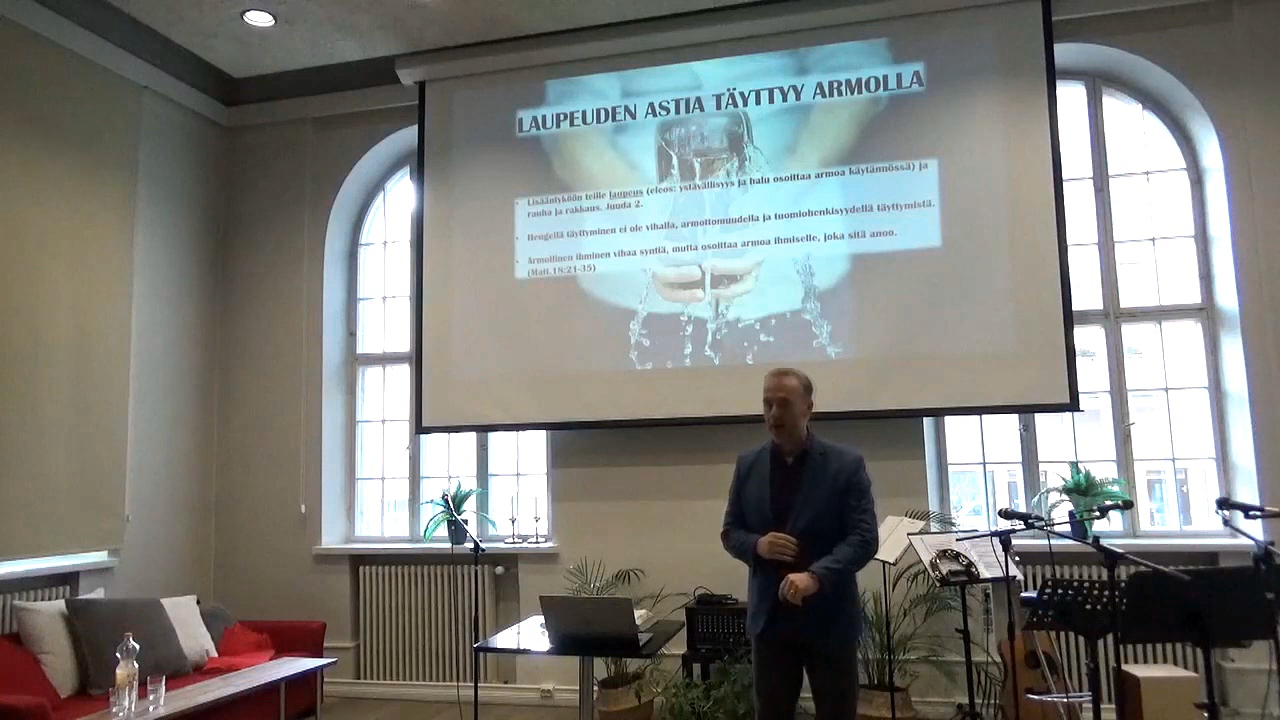 LAUPEUDEN ASTIA TÄYTTYY ARMOLLA
• Lisääntyköön teille laupeus (eleos: ystävällisyys ja halu osoittaa armoa käytännössä) ja
rauha ja rakkaus. Juuda 2.
• Hengellä täyttyminen ei ole vihalla, armottomuudella ja tuomiohenkisyydellä täyttymistä.
• Armollinen ihminen vihaa syntiä, mutta osoittaa armoa ihmiselle, joka sitä anoo.
(Matt.18:21-35)